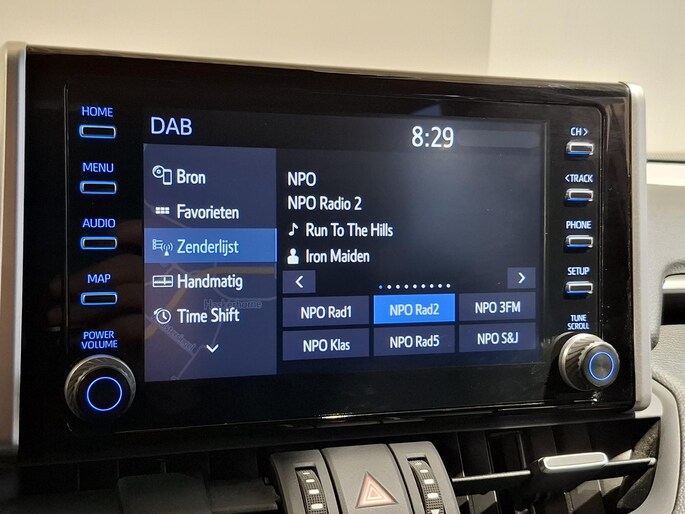 HOME
MENU
AUDIO
MAP
POWER
VOLUME
DAB
8:29
Bron
Favorieten
Zenderlijst
Handmatig
Time Shift
NPO
NPO Radio 2
Run To The Hills
Iron Maiden
NPO Rad1
NPO Rad2
NPO 3FM
NPO Klas
NPO Rad5
NPO S&J
CH >
< TRACK
PHONE
SETUP
TUNE
SCROLL